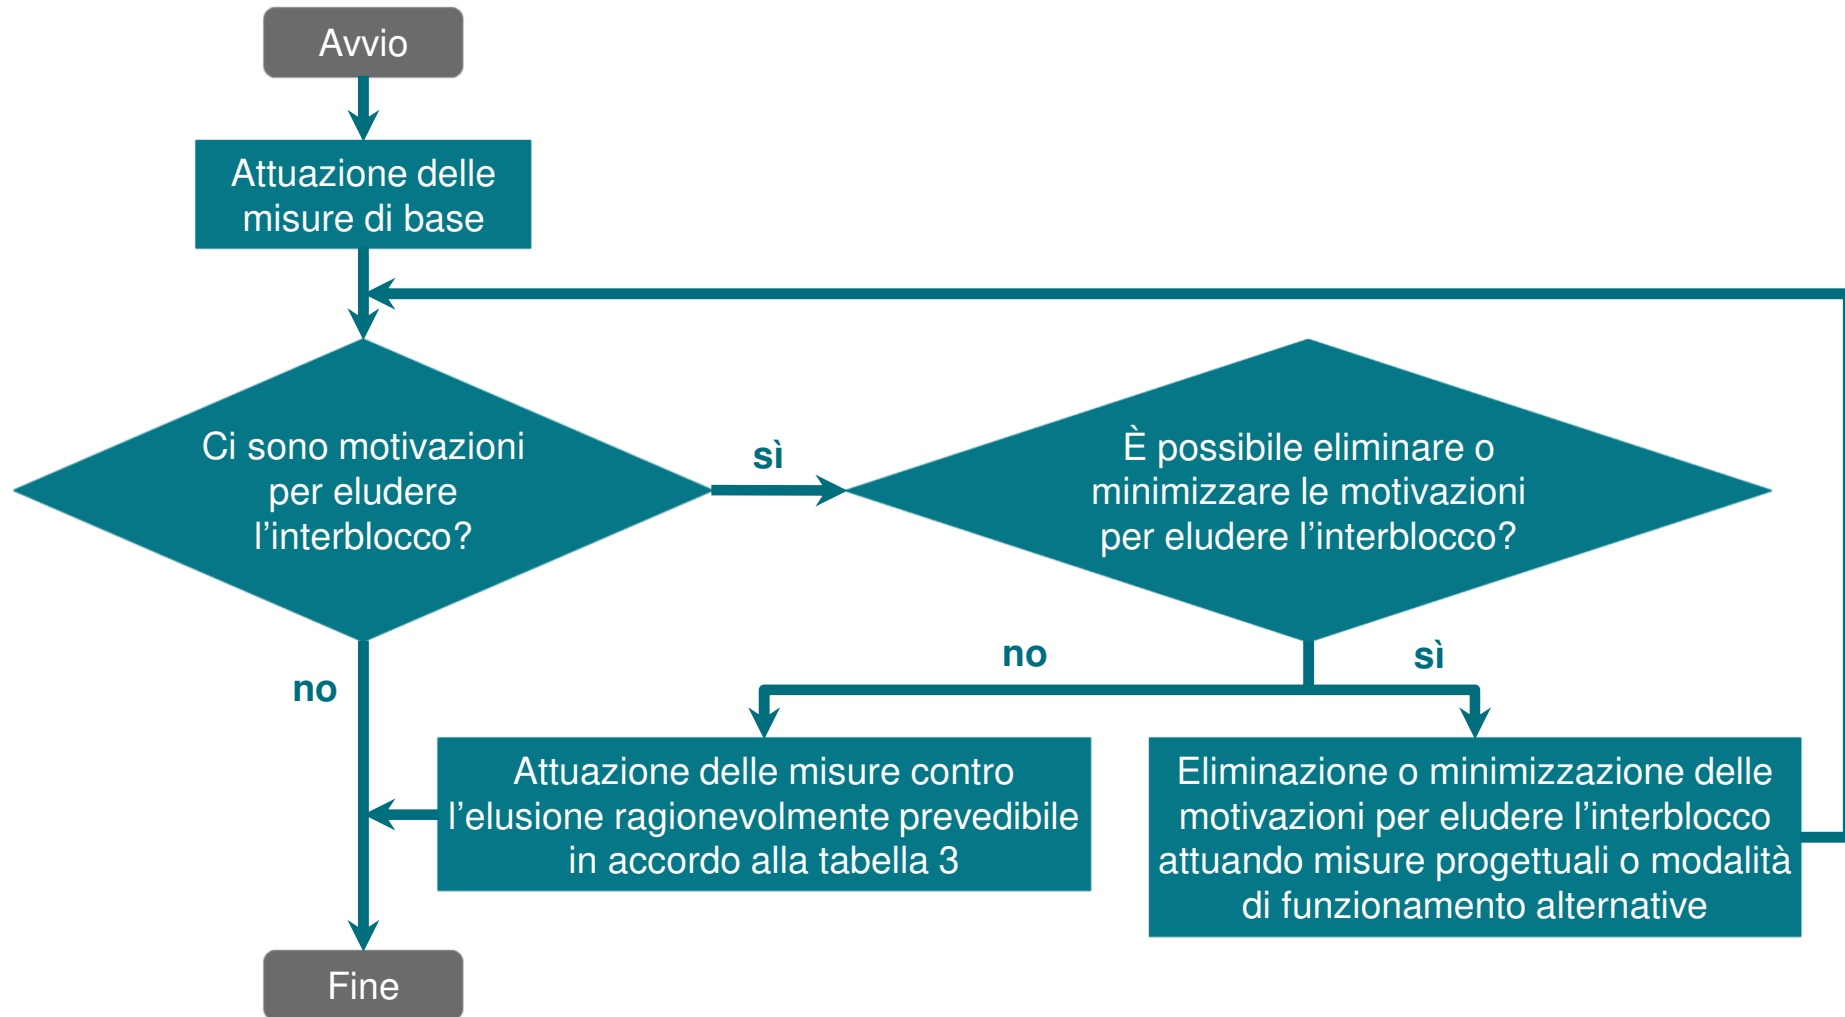 Avvio
Attuazione delle
misure di base
Ci sono motivazioni
per eludere
l'interblocco?
sì
È possibile eliminare o
minimizzare le motivazioni
per eludere l'interblocco?
no
sì
no
Attuazione delle misure contro
l'elusione ragionevolmente prevedibile
in accordo alla tabella 3
Eliminazione o minimizzazione delle
motivazioni per eludere l'interblocco
attuando misure progettuali o modalità
di funzionamento alternative
Fine